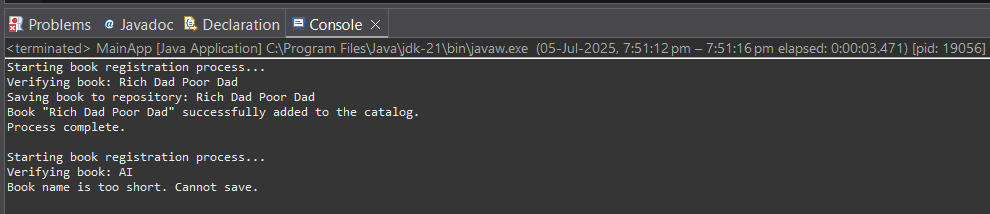 Problems @ Javadoc Declaration Console
<terminated> MainApp [Java Application] C:\Program Files\Java\jdk-21\bin\javaw.exe (05-Jul-2025, 7:51:12 pm – 7:51:16 pm elapsed: 0:00:03.471) [pid: 19056]
Starting book registration process...
Verifying book: Rich Dad Poor Dad
Saving book to repository: Rich Dad Poor Dad
Book "Rich Dad Poor Dad" successfully added to the catalog.
Process complete.
Starting book registration process...
Verifying book: AI
Book name is too short. Cannot save.